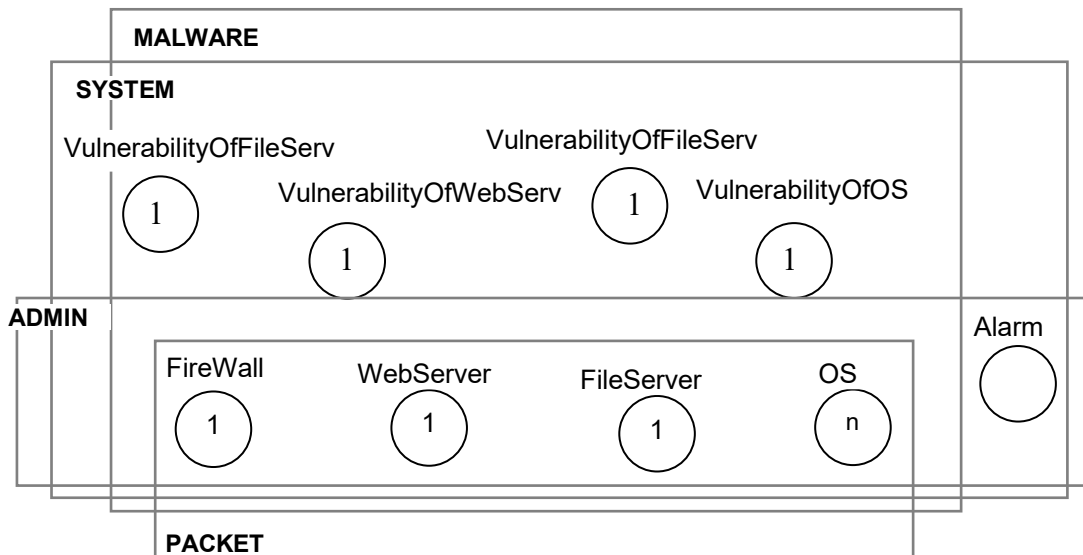 MALWARE
SYSTEM
VulnerabilityOfFileServ
VulnerabilityOfFileServ
VulnerabilityOfWebServ
VulnerabilityOfOS
1
1
1
1
ADMIN
Alarm
FireWall
WebServer
FileServer
OS
1
1
1
n
PACKET